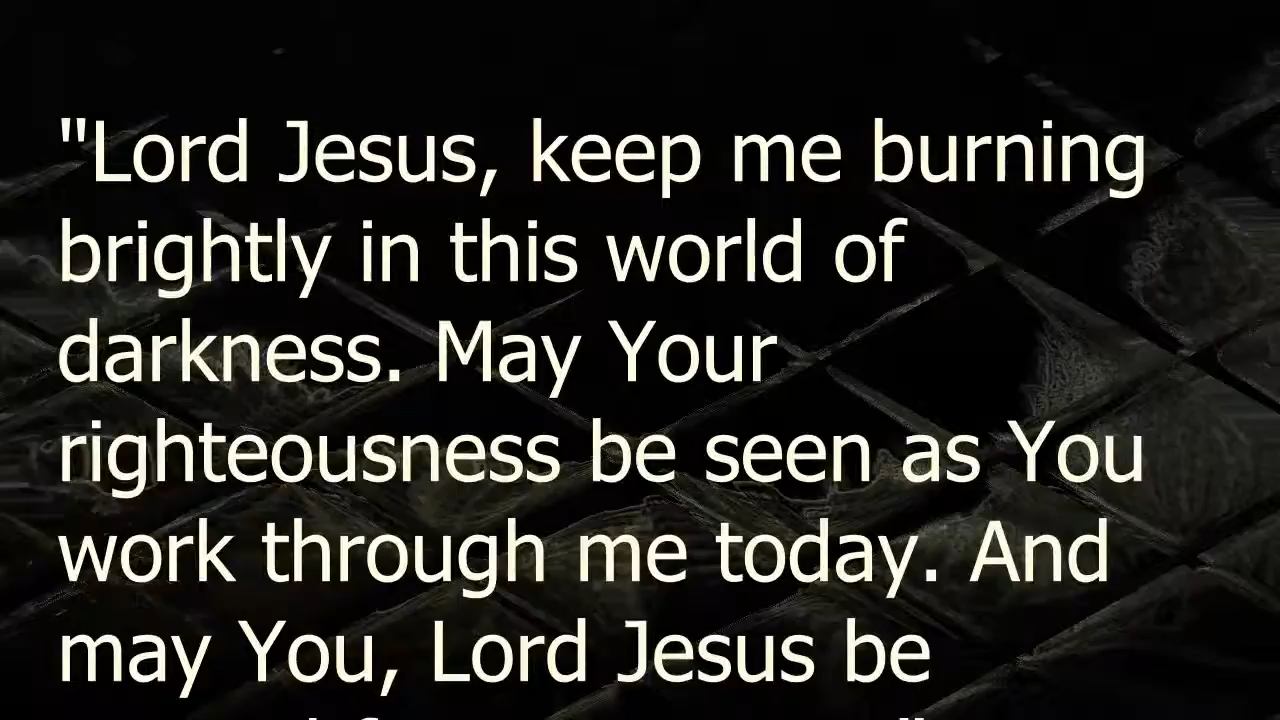 "Lord Jesus, keep me burning
brightly in this world of
darkness. May Your
righteousness be seen as You
work through me today. And
may You, Lord Jesus be